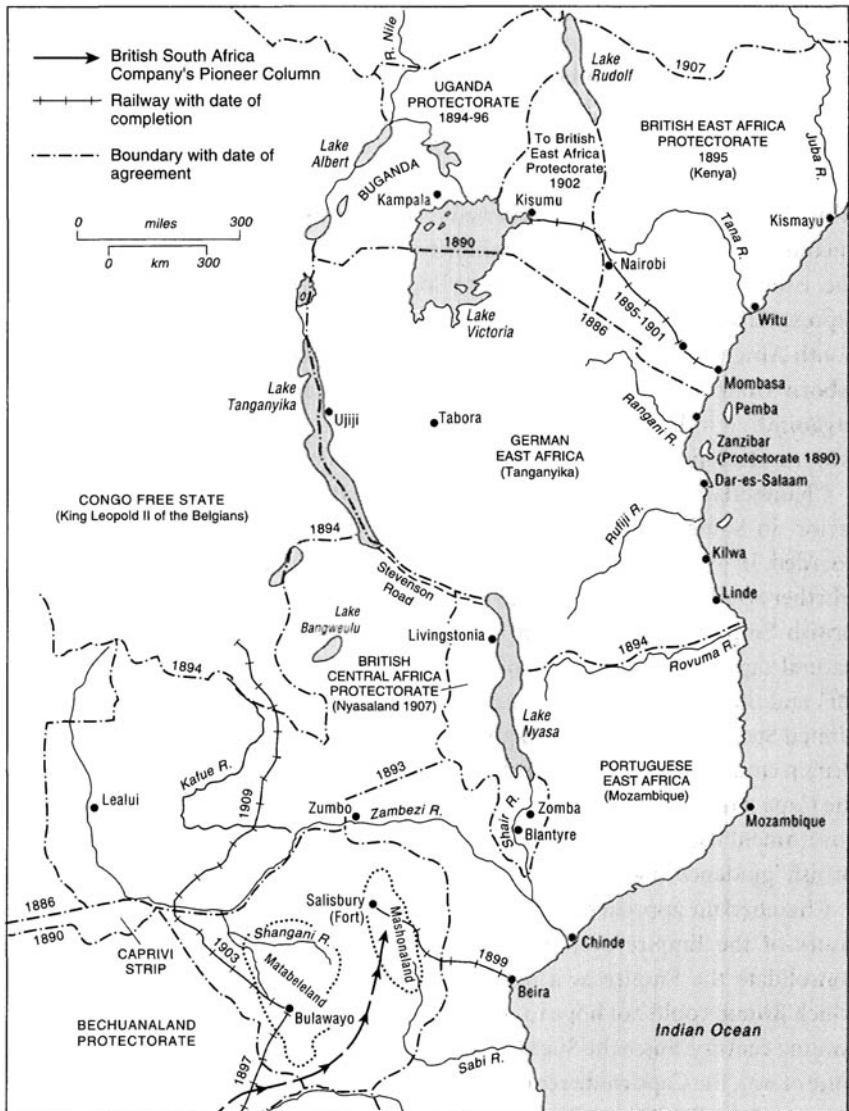 British South Africa
Company's Pioneer Column
Railway with date of
completion
Boundary with date of
agreement
miles
0 300
0 km 300
R. Nile
Lake
Rudolf
1907
UGANDA
PROTECTORATE
1894-96
Lake
Albert
To British
East Africa
Protectorate
1902
BRITISH EAST AFRICA
PROTECTORATE
1895
(Kenya)
Juba R.
BUGANDA
Kampala
Kisumu
Kismayu
Tana R.
1890
Nairobi
Lake
Victoria
1895-1901
1886
Witu
Mombasa
Lake
Tanganyika
Ujiji
Tabora
Rangani R.
Pemba
Zanzibar
(Protectorate 1890)
GERMAN
EAST AFRICA
(Tanganyika)
Dar-es-Salaam
CONGO FREE STATE
(King Leopold II of the Belgians)
Rufiji R.
Kilwa
1894
Stevenson
Road
Linde
Lake
Bangweulu
Livingstonia
1894
Rovuma R.
BRITISH
CENTRAL AFRICA
PROTECTORATE
(Nyasaland 1907)
1894
Lake
Nyasa
Kafue R.
PORTUGUESE
EAST AFRICA
(Mozambique)
1893
Lealui
1909
Zumbo
Zambezi R.
Shair R.
Zomba
Blantyre
Mozambique
1886
1890
Salisbury
(Fort)
Mashonaland
CAPRIVI
STRIP
Shangani R.
Chinde
1903
Matabeleland
1899
Beira
Bulawayo
BECHUANALAND
PROTECTORATE
Indian Ocean
1897
Sabi R.